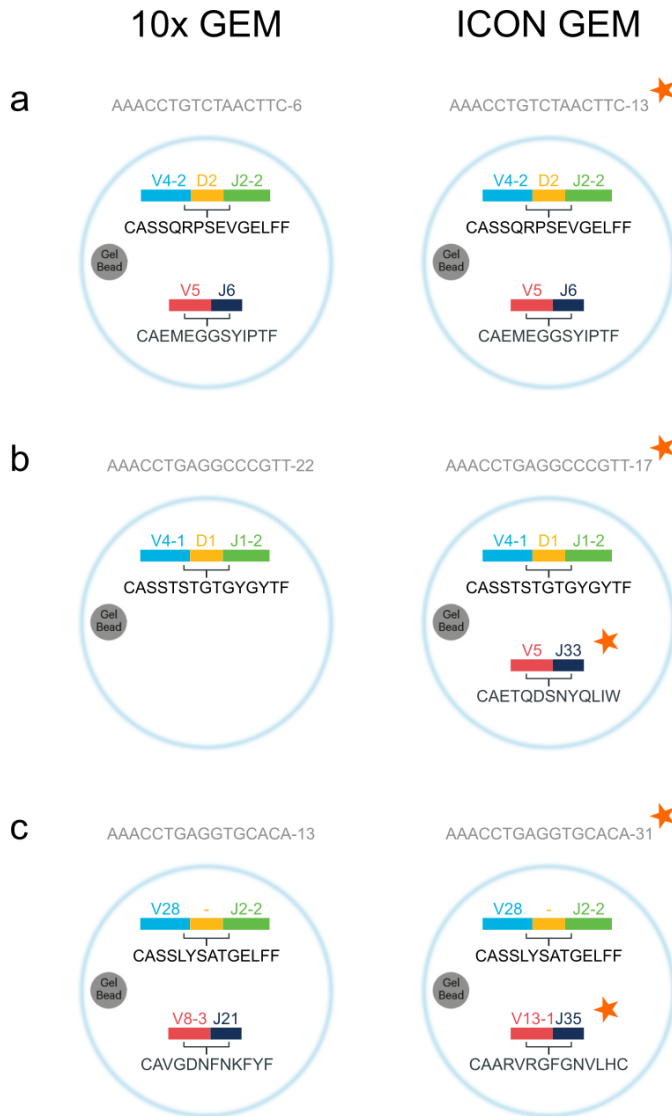 10x GEM ICON GEM
a
AAACCTGTCTAACTTC-6 AAACCTGTCTAACTTC-13
V4-2 D2 J2-2 V4-2 D2 J2-2
CASSQRPSEVGELFF CASSQRPSEVGELFF
Gel Gel
Bead Bead
V5 J6 V5 J6
CAEMEGGSYIPTF CAEMEGGSYIPTF
b
AAACCTGAGGCCCGTT-22 AAACCTGAGGCCCGTT-17
V4-1 D1 J1-2 V4-1 D1 J1-2
CASSTSTGTGYGYTF CASSTSTGTGYGYTF
Gel Gel
Bead Bead
V5 J33
CAETQDSNYQLIW
c
AAACCTGAGGTGCACA-13 AAACCTGAGGTGCACA-31
V28 - J2-2 V28 - J2-2
CASSLYSATGELFF CASSLYSATGELFF
Gel Gel
Bead Bead
V8-3 J21 V13-1 J35
CAVGDNFNKFYF CAARVRGFGNVLHC